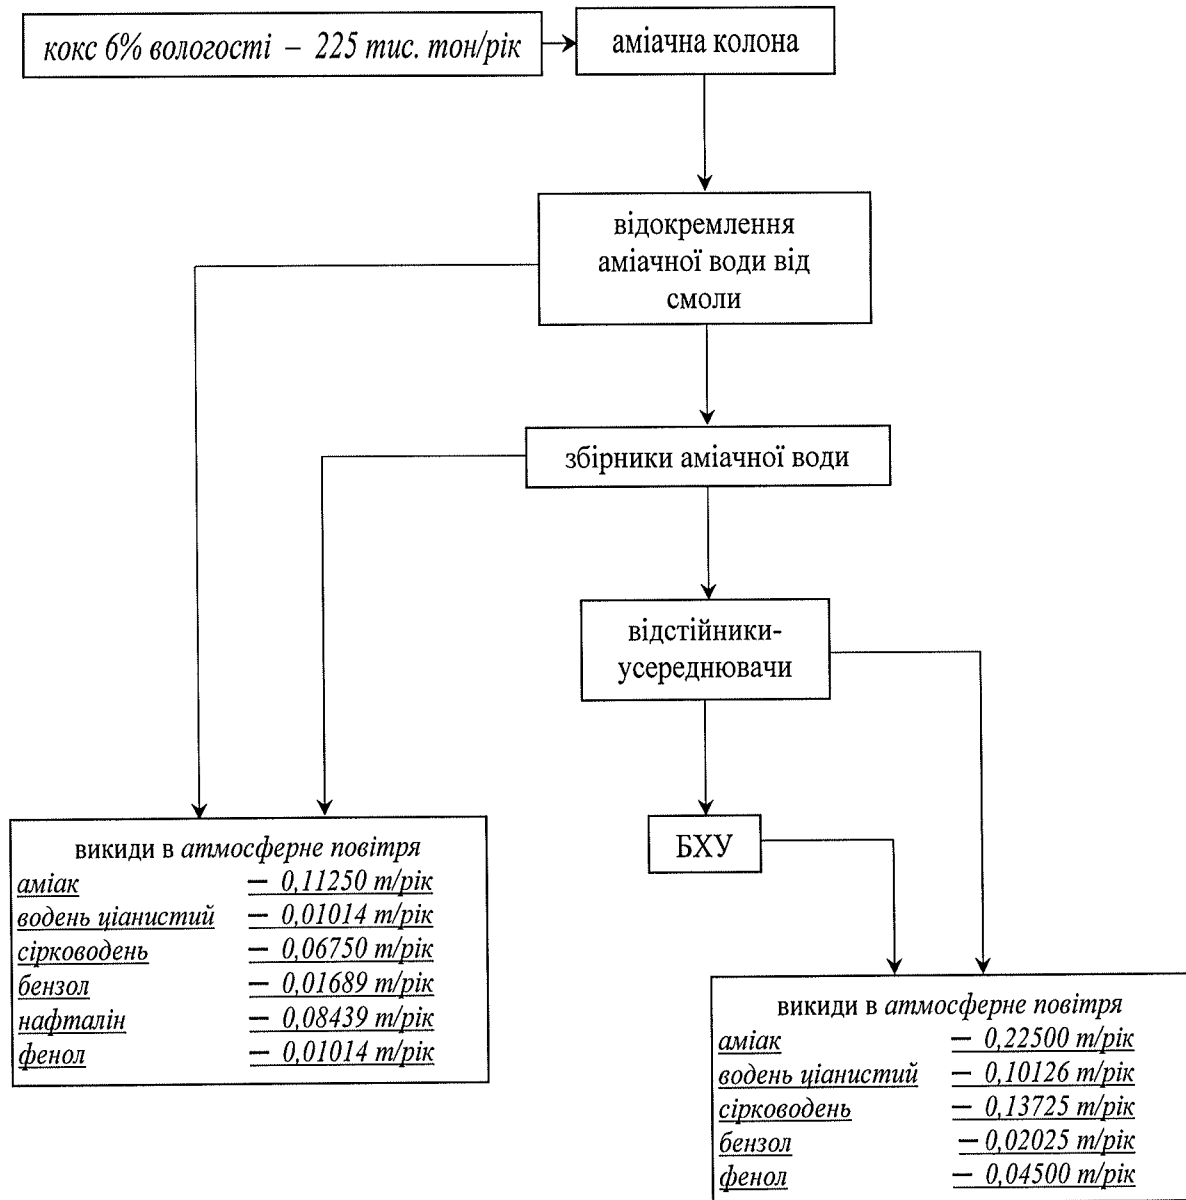 кокс 6% вологості – 225 тис. тон/рік
аміачна колона
відокремлення
аміачної води від
смоли
збірники аміачної води
відстійники-
усереднювачи
БХУ
викиди в атмосферне повітря
аміак – 0,11250 т/рік
водень ціанистий – 0,01014 т/рік
сірководень – 0,06750 т/рік
бензол – 0,01689 т/рік
нафталін – 0,08439 т/рік
фенол – 0,01014 т/рік
викиди в атмосферне повітря
аміак – 0,22500 т/рік
водень ціанистий – 0,10126 т/рік
сірководень – 0,13725 т/рік
бензол –0,02025 т/рік
фенол – 0,04500 т/рік